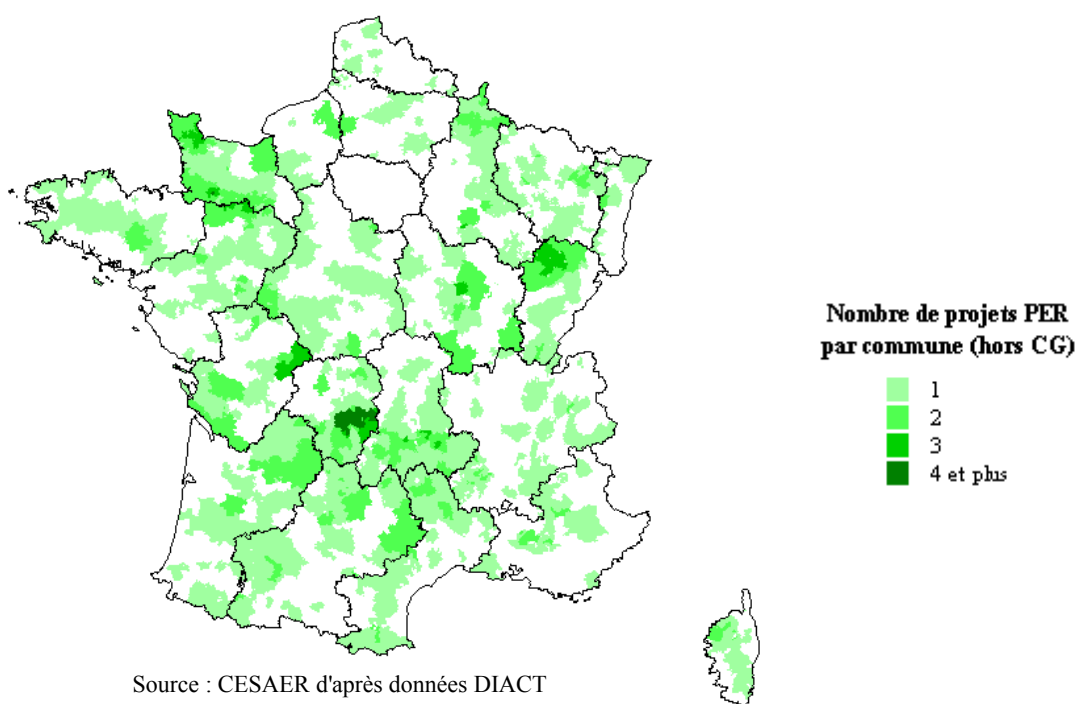 Nombre de projets PER
par commune (hors CG)
1
2
3
4 et plus
Source : CESAER d'après données DIACT